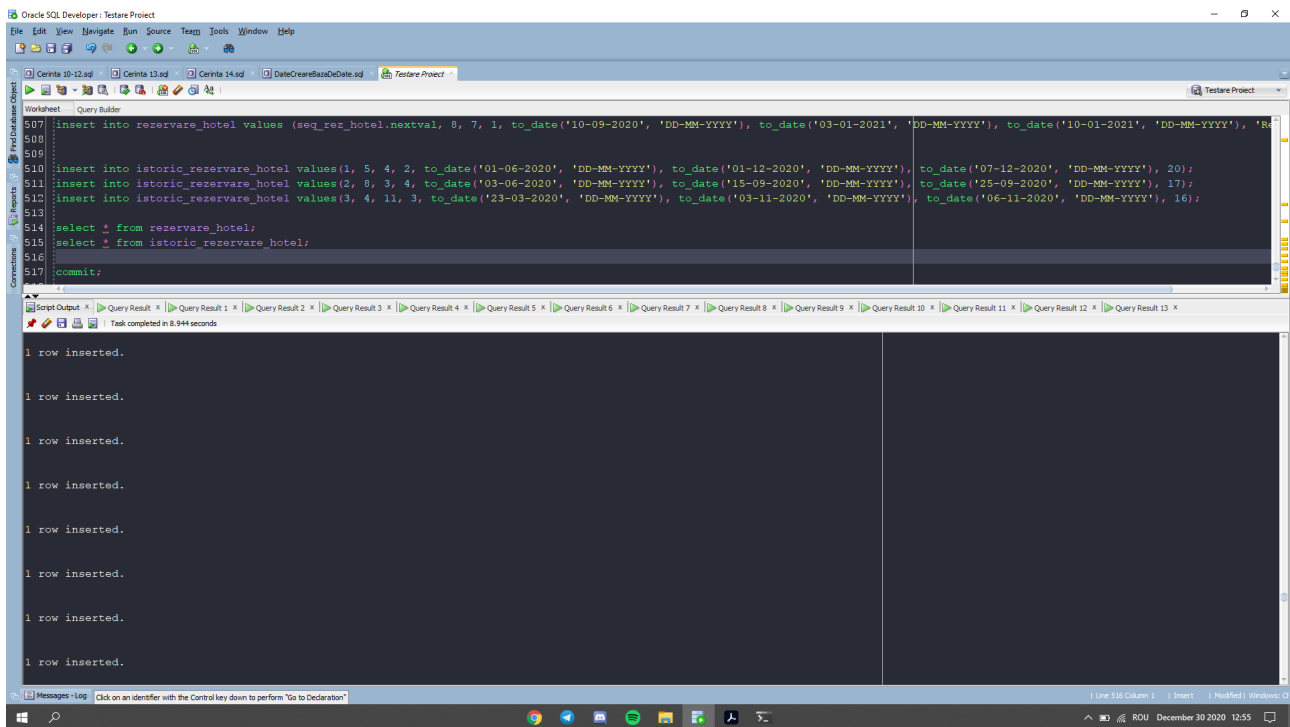 Oracle SQL Developer : Testare Proiect
File Edit View Navigate Run Source Team Tools Window Help
Cerinta 10-12.sql Cerinta 13.sql Cerinta 14.sql DateCreareBazaDeDate.sql Testare Proiect
Testare Proiect
Worksheet Query Builder
507 insert into rezervare_hotel values (seq_rez_hotel.nextval, 8, 7, 1, to_date('10-09-2020', 'DD-MM-YYYY'), to_date('03-01-2021', 'DD-MM-YYYY'), to_date('10-01-2021', 'DD-MM-YYYY'), 'Re
508
509
510 insert into istoric_rezervare_hotel values(1, 5, 4, 2, to_date('01-06-2020', 'DD-MM-YYYY'), to_date('01-12-2020', 'DD-MM-YYYY'), to_date('07-12-2020', 'DD-MM-YYYY'), 20);
511 insert into istoric_rezervare_hotel values(2, 8, 3, 4, to_date('03-06-2020', 'DD-MM-YYYY'), to_date('15-09-2020', 'DD-MM-YYYY'), to_date('25-09-2020', 'DD-MM-YYYY'), 17);
512 insert into istoric_rezervare_hotel values(3, 4, 11, 3, to_date('23-03-2020', 'DD-MM-YYYY'), to_date('03-11-2020', 'DD-MM-YYYY'), to_date('06-11-2020', 'DD-MM-YYYY'), 16);
513
514 select * from rezervare_hotel;
515 select * from istoric_rezervare_hotel;
516
517 commit;
Find Database Object
Reports
Connections
Script Output x Query Result x Query Result 1 x Query Result 2 x Query Result 3 x Query Result 4 x Query Result 5 x Query Result 6 x Query Result 7 x Query Result 8 x Query Result 9 x Query Result 10 x Query Result 11 x Query Result 12 x Query Result 13 x
Task completed in 8.944 seconds
1 row inserted.
1 row inserted.
1 row inserted.
1 row inserted.
1 row inserted.
1 row inserted.
1 row inserted.
1 row inserted.
Messages - Log Click on an identifier with the Control key down to perform "Go to Declaration" | Line 516 Column 1 | Insert | Modified | Windows: C
ROU December 30 2020 12:55